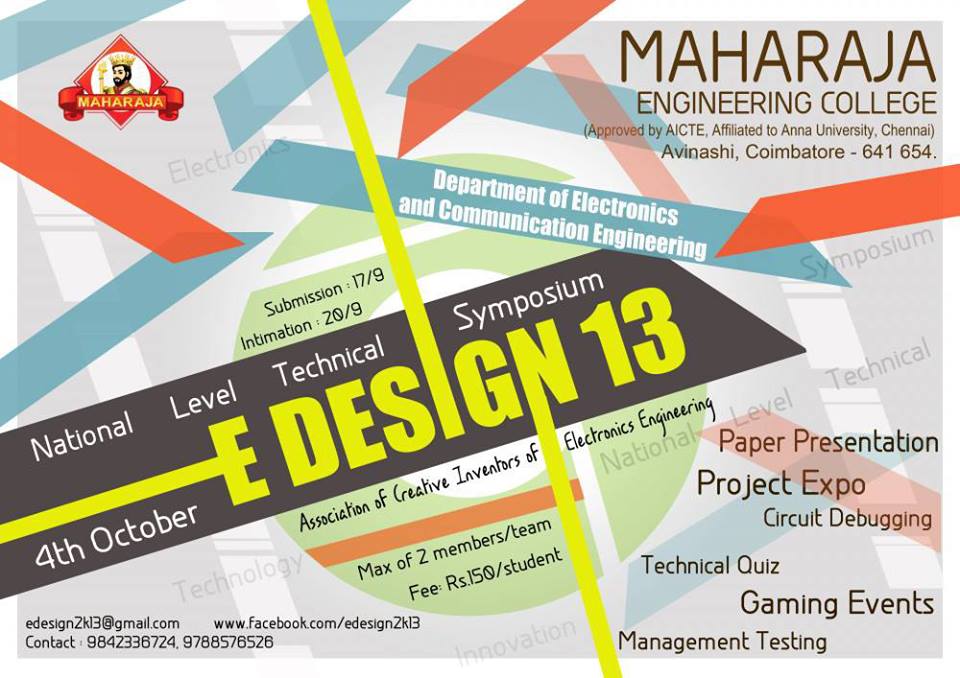 MAHARAJA
MAHARAJA
ENGINEERING COLLEGE
(Approved by AICTE, Affiliated to Anna University, Chennai)
Avinashi, Coimbatore - 641 654.
Electronics
Department of Electronics
and Communication Engineering
Symposium
Submission : 17/9
Intimation : 20/9
National Level Technical Symposium
E DESIGN 13
4th October
Association of Creative Inventors of Electronics Engineering
National Level Technical
Max of 2 members/team
Fee: Rs.150/student
Technology
Paper Presentation
Project Expo
Circuit Debugging
Technical Quiz
Gaming Events
Management Testing
Innovation
edesign2k13@gmail.com www.facebook.com/edesign2k13
Contact : 9842336724, 9788576526